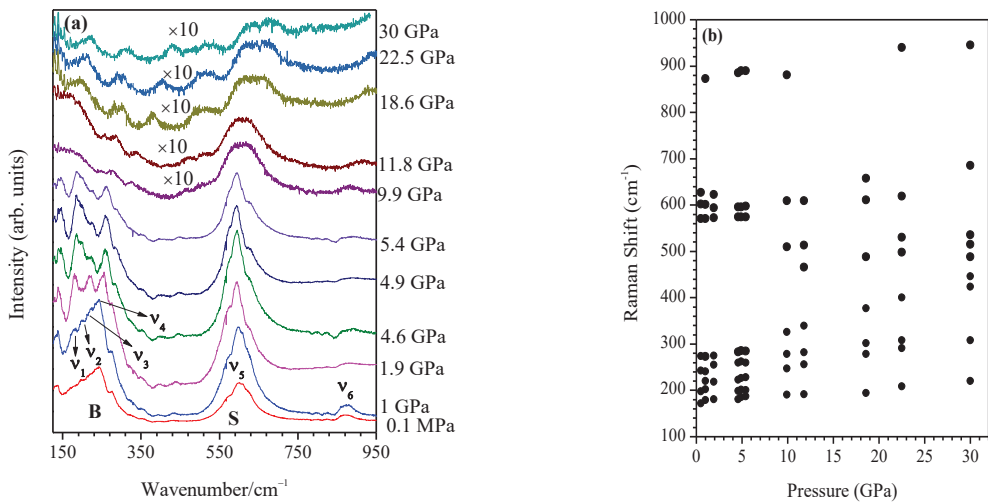 (a)
×10
30 GPa
×10
22.5 GPa
×10
18.6 GPa
×10
11.8 GPa
×10
9.9 GPa
5.4 GPa
4.9 GPa
4.6 GPa
1.9 GPa
1 GPa
0.1 MPa
ν4
ν3
ν1
ν2
ν5
ν6
B
S
150
350
550
750
950
Intensity (arb. units)
Wavenumber/cm⁻¹
(b)
1000
900
800
700
600
500
400
300
200
100
0
5
10
15
20
25
30
Raman Shift (cm⁻¹)
Pressure (GPa)